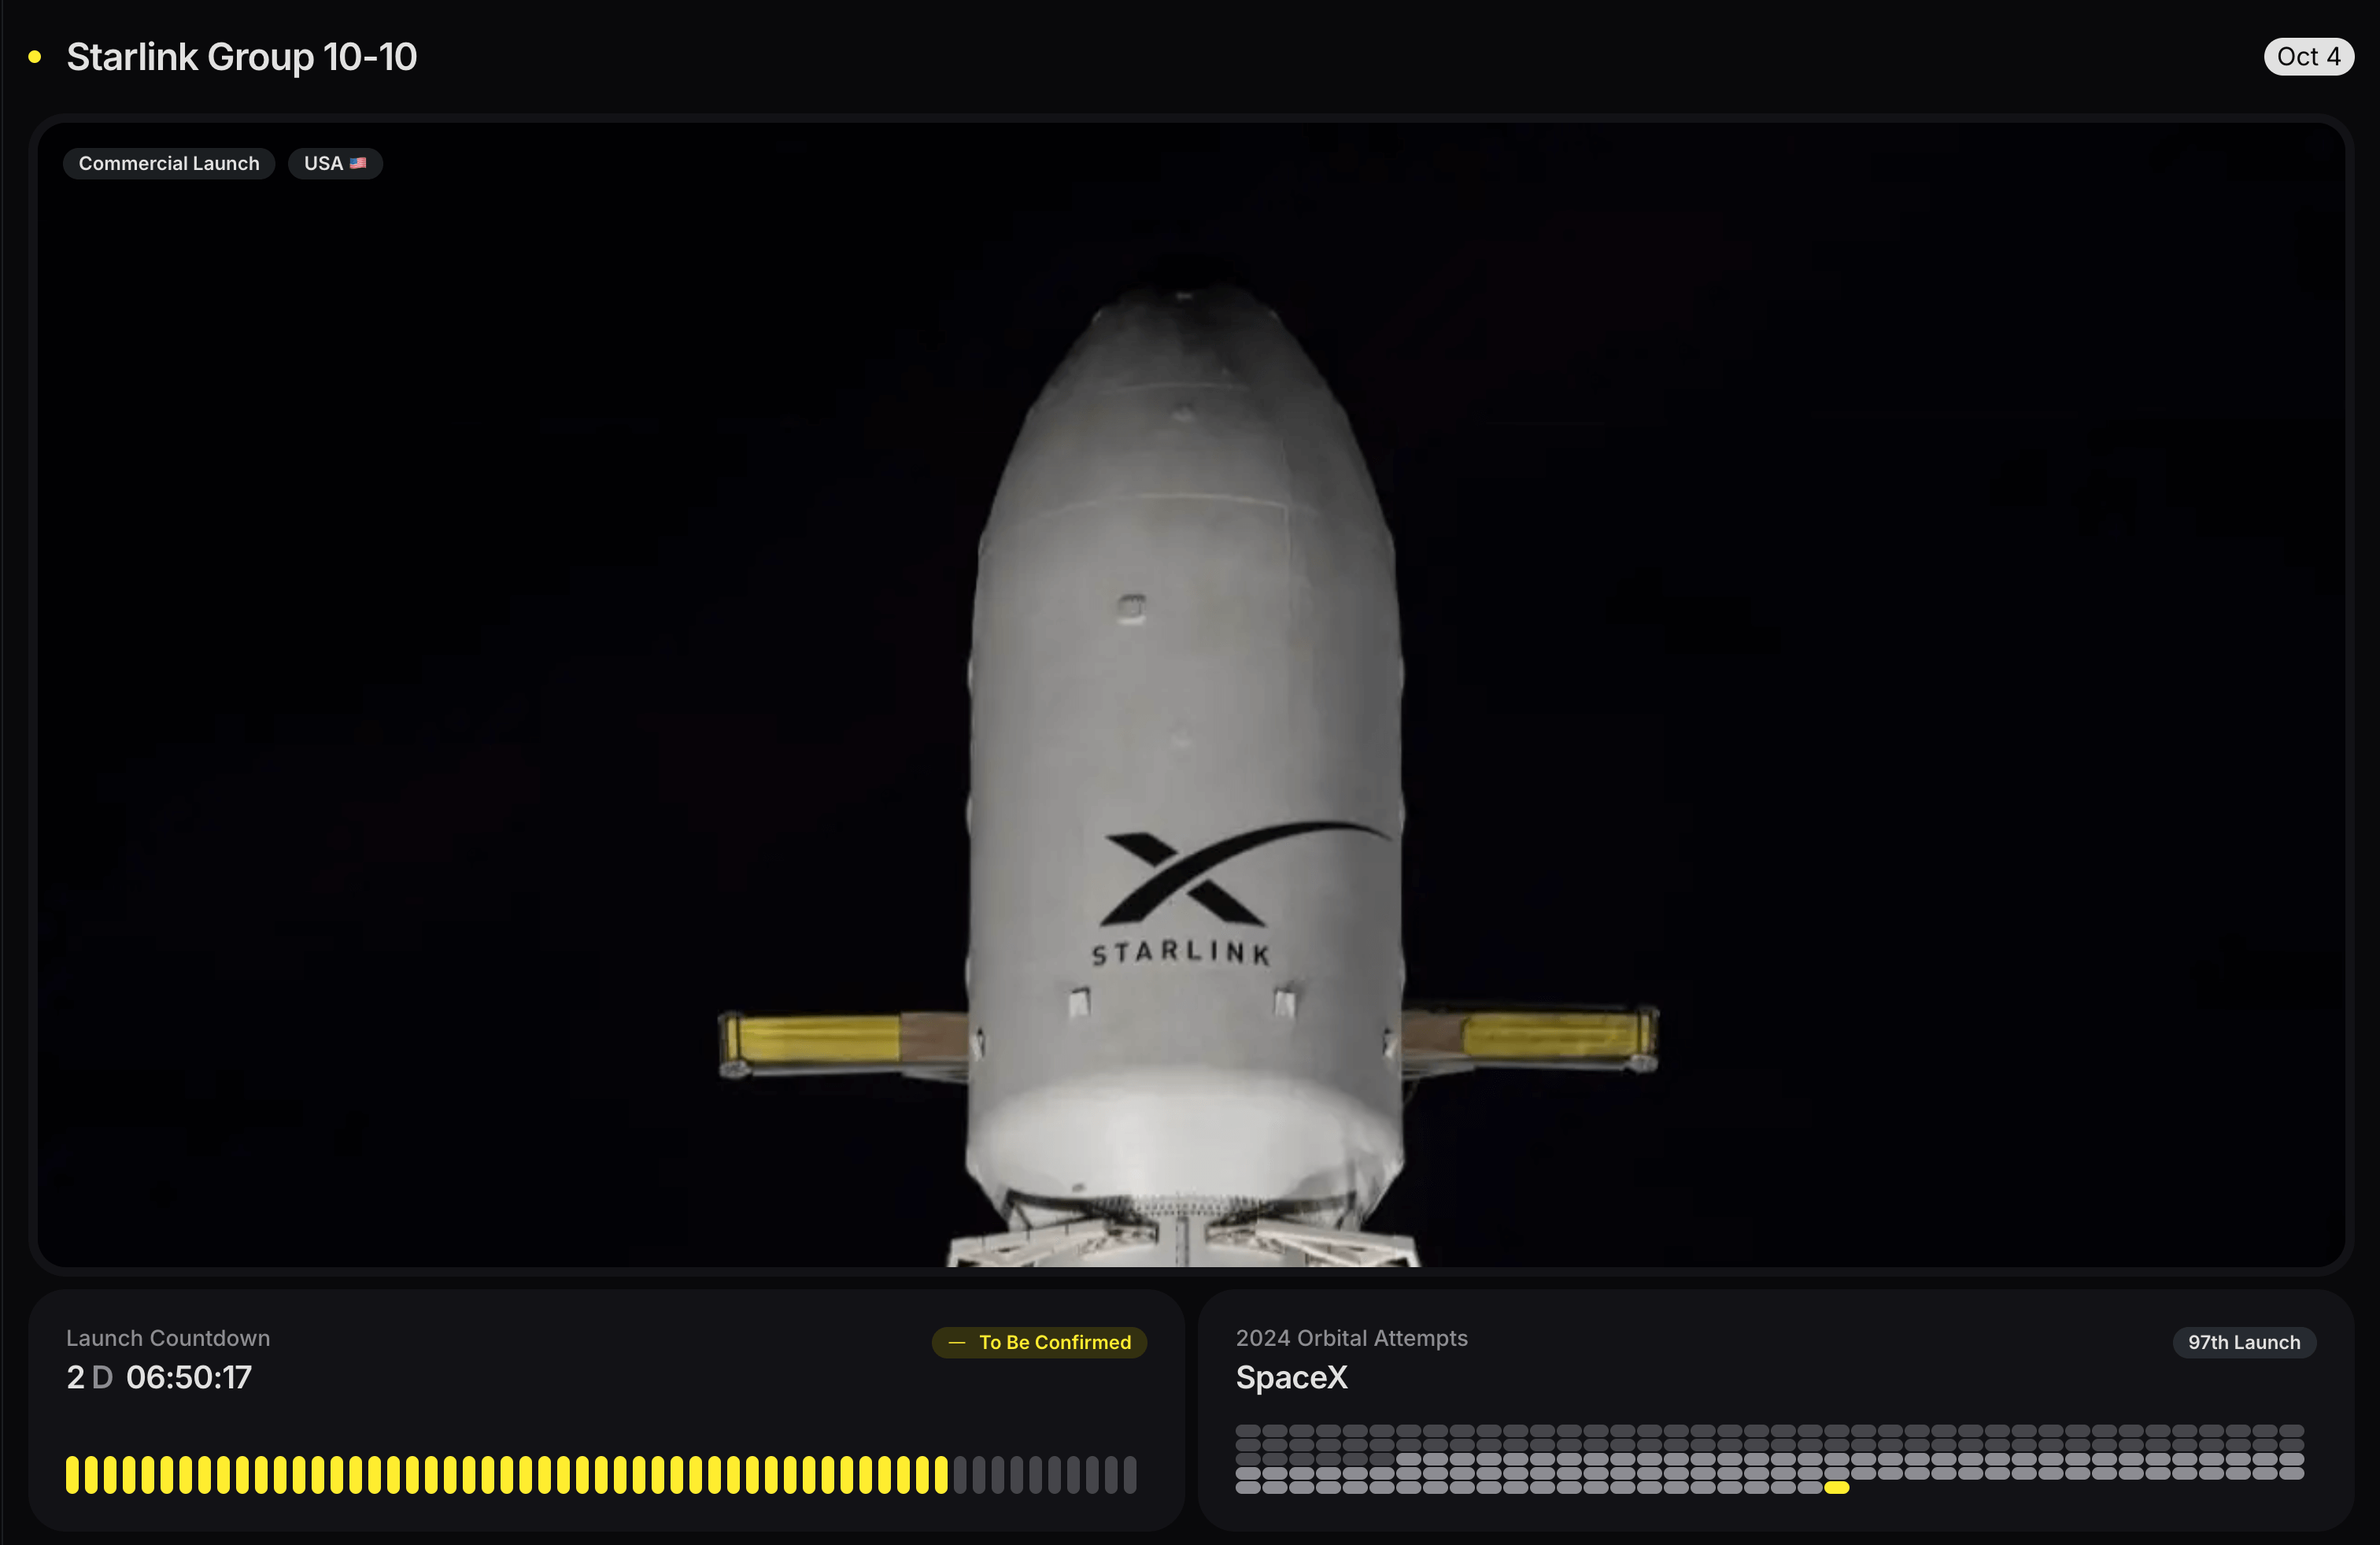 Starlink Group 10-10
Oct 4
Commercial Launch
USA 🇺🇸
STARLINK
Launch Countdown
— To Be Confirmed
2 D 06:50:17
2024 Orbital Attempts
97th Launch
SpaceX